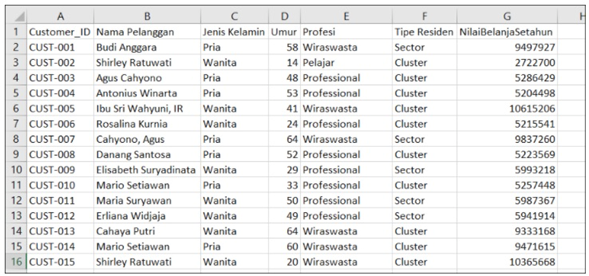 A B C D E F G H
1 Customer_ID Nama Pelanggan Jenis Kelamin Umur Profesi Tipe Residen NilaiBelanjaSetahun
2 CUST-001 Budi Anggara Pria 58 Wiraswasta Sector 9497927
3 CUST-002 Shirley Ratuwati Wanita 14 Pelajar Cluster 2722700
4 CUST-003 Agus Cahyono Pria 48 Professional Cluster 5286429
5 CUST-004 Antonius Winarta Pria 53 Professional Cluster 5204498
6 CUST-005 Ibu Sri Wahyuni, IR Wanita 41 Wiraswasta Cluster 10615206
7 CUST-006 Rosalina Kurnia Wanita 24 Professional Cluster 5215541
8 CUST-007 Cahyono, Agus Pria 64 Wiraswasta Sector 9837260
9 CUST-008 Danang Santosa Pria 52 Professional Cluster 5223569
10 CUST-009 Elisabeth Suryadinata Wanita 29 Professional Sector 5993218
11 CUST-010 Mario Setiawan Pria 33 Professional Cluster 5257448
12 CUST-011 Maria Suryawan Wanita 50 Professional Sector 5987367
13 CUST-012 Erliana Widjaja Wanita 49 Professional Sector 5941914
14 CUST-013 Cahaya Putri Wanita 64 Wiraswasta Cluster 9333168
15 CUST-014 Mario Setiawan Pria 60 Wiraswasta Cluster 9471615
16 CUST-015 Shirley Ratuwati Wanita 20 Wiraswasta Cluster 10365668